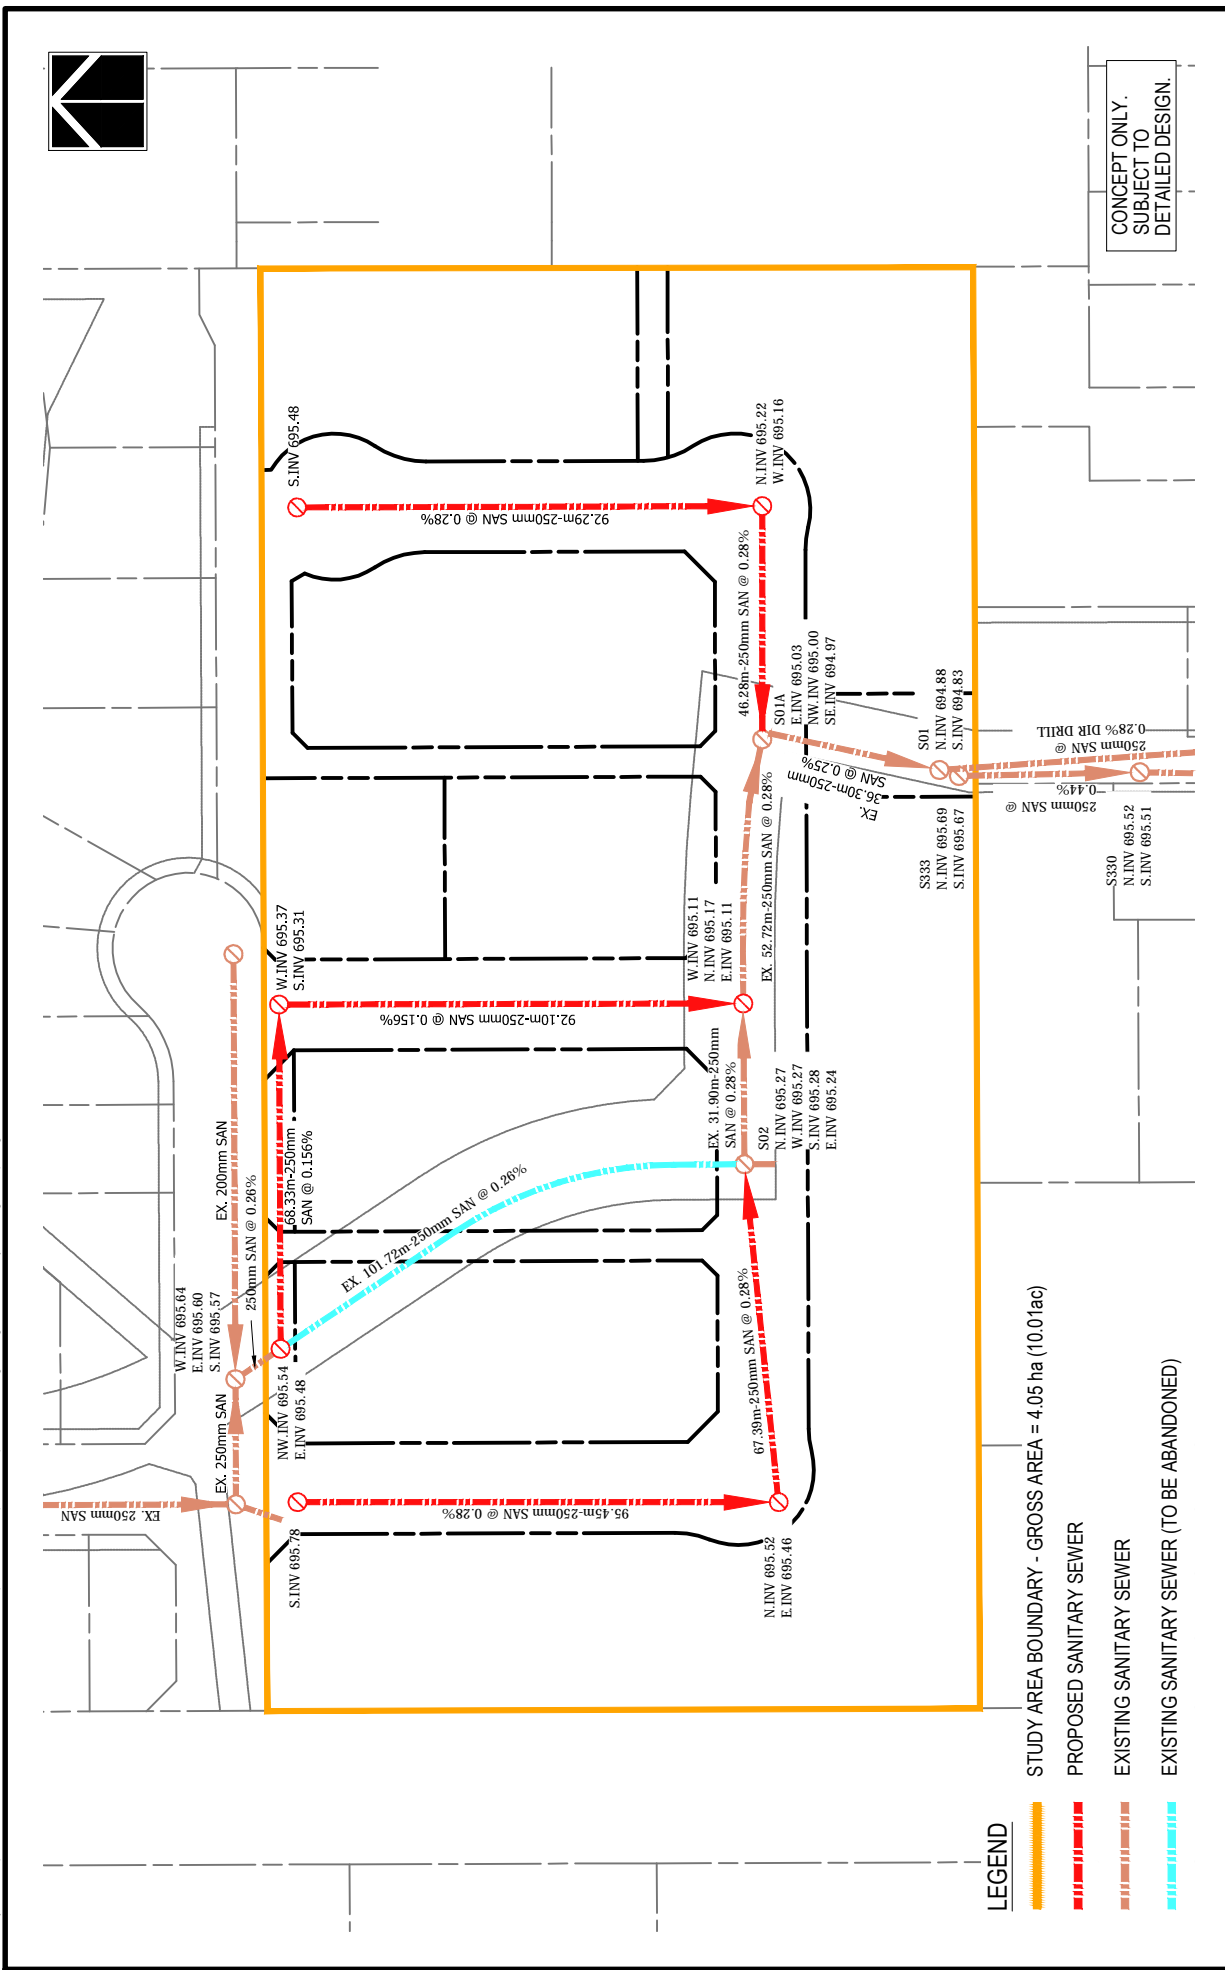 CONCEPT ONLY.
SUBJECT TO
DETAILED DESIGN.
EX. 250mm SAN
EX. 250mm SAN
EX. 200mm SAN
W.INV 695.64
E.INV 695.60
S.INV 695.57
250mm SAN @ 0.26%
NW.INV 695.54
E.INV 695.48
68.33m-250mm
SAN @ 0.156%
W.INV 695.37
S.INV 695.31
S.INV 695.48
S.INV 695.78
95.45m-250mm SAN @ 0.28%
EX. 101.72m-250mm SAN @ 0.26%
92.10m-250mm SAN @ 0.156%
92.29m-250mm SAN @ 0.28%
N.INV 695.52
E.INV 695.46
67.39m-250mm SAN @ 0.28%
EX. 31.90m-250mm
SAN @ 0.28%
S02
N.INV 695.27
W.INV 695.27
S.INV 695.28
E.INV 695.24
W.INV 695.11
N.INV 695.17
E.INV 695.11
EX. 52.72m-250mm SAN @ 0.28%
46.28m-250mm SAN @ 0.28%
N.INV 695.22
W.INV 695.16
S01A
E.INV 695.03
NW.INV 695.00
SE.INV 694.97
EX.
36.30m-250mm
SAN @ 0.25%
S01
N.INV 694.88
S.INV 694.83
S333
N.INV 695.69
S.INV 695.67
250mm SAN @
0.44%
250mm SAN @
0.28% DIR DRILL
S330
N.INV 695.52
S.INV 695.51
LEGEND
STUDY AREA BOUNDARY - GROSS AREA = 4.05 ha (10.01ac)
PROPOSED SANITARY SEWER
EXISTING SANITARY SEWER
EXISTING SANITARY SEWER (TO BE ABANDONED)